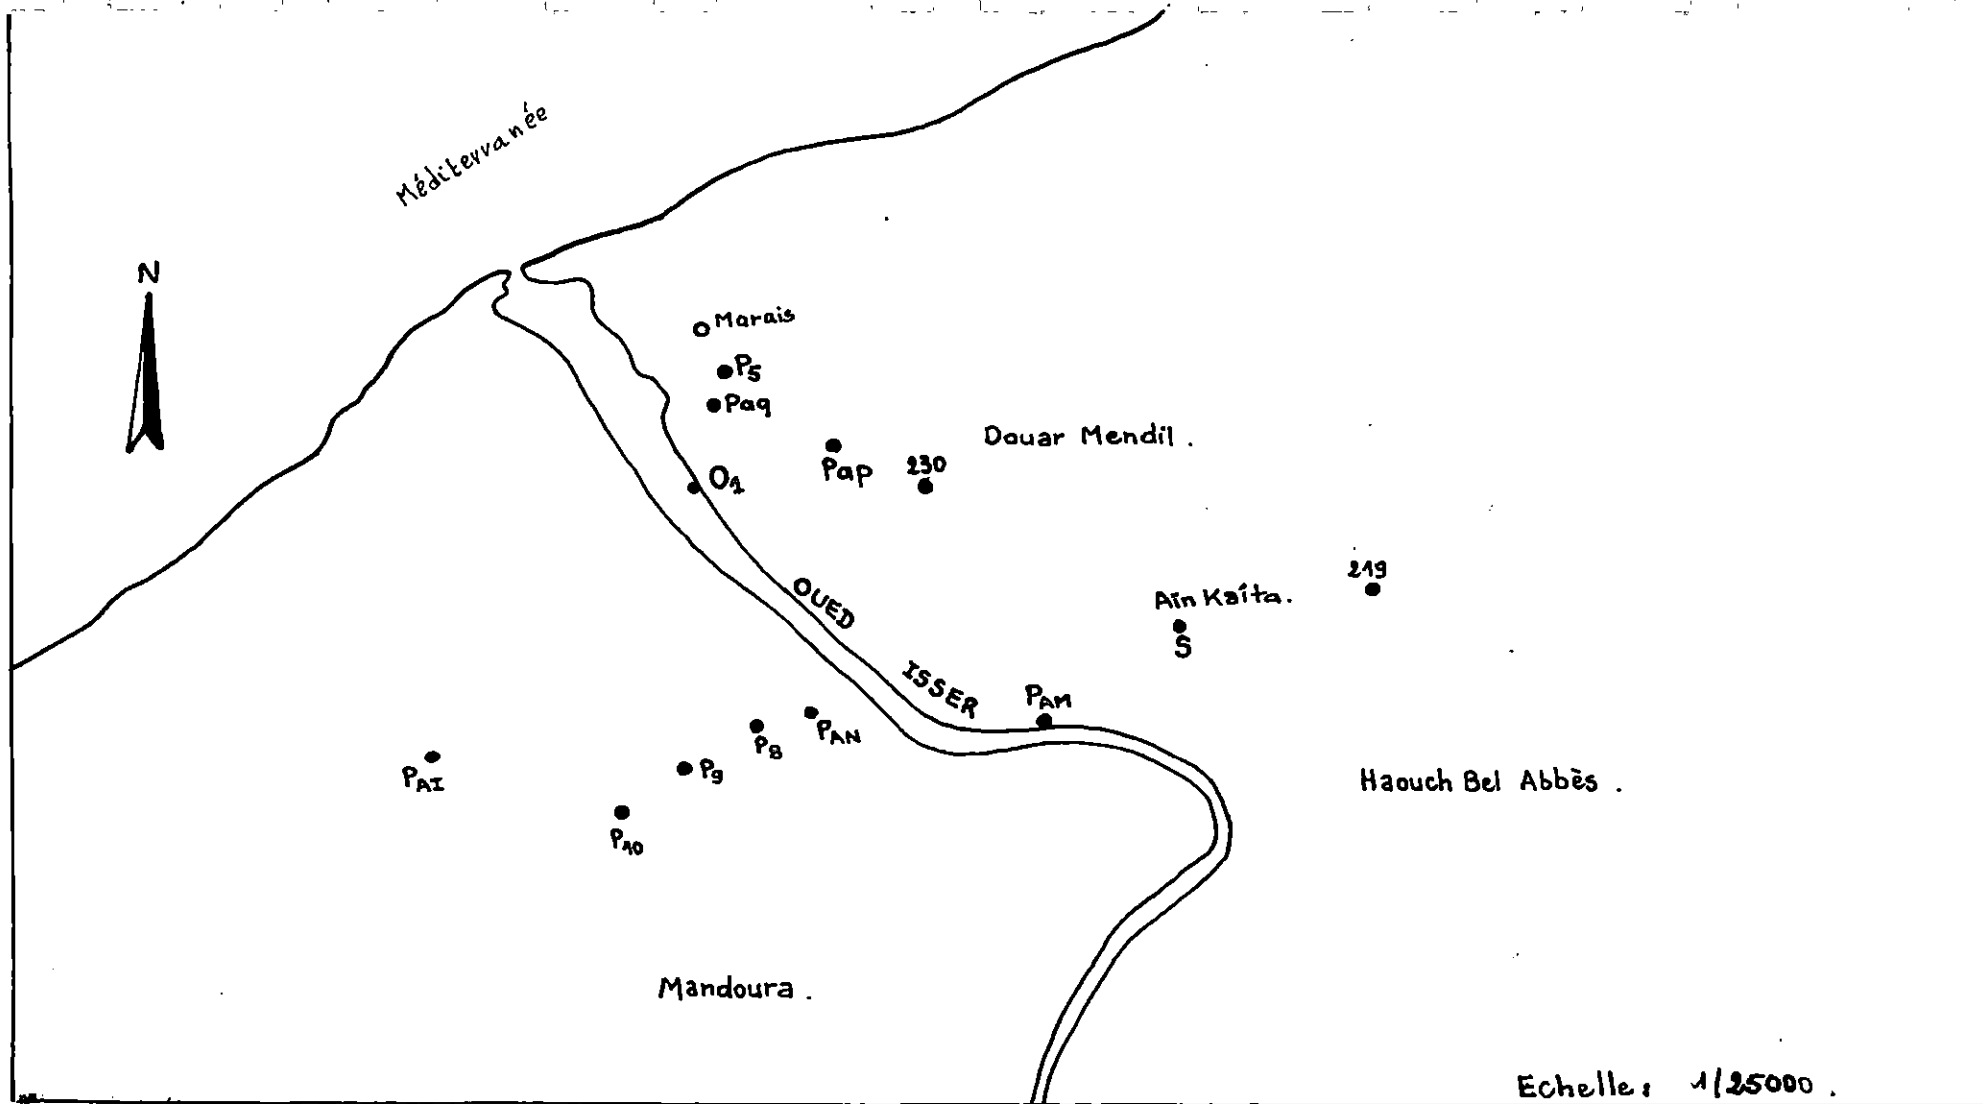 Méditerranée
N
Marais
P5
Paq
Douar Mendil .
Pap
230
O1
219
OUED
Aïn Kaîta.
S
ISSER
PAM
PAN
P8
PAI
P9
Haouch Bel Abbès .
P10
Mandoura .
Echelle: 1/25000 .